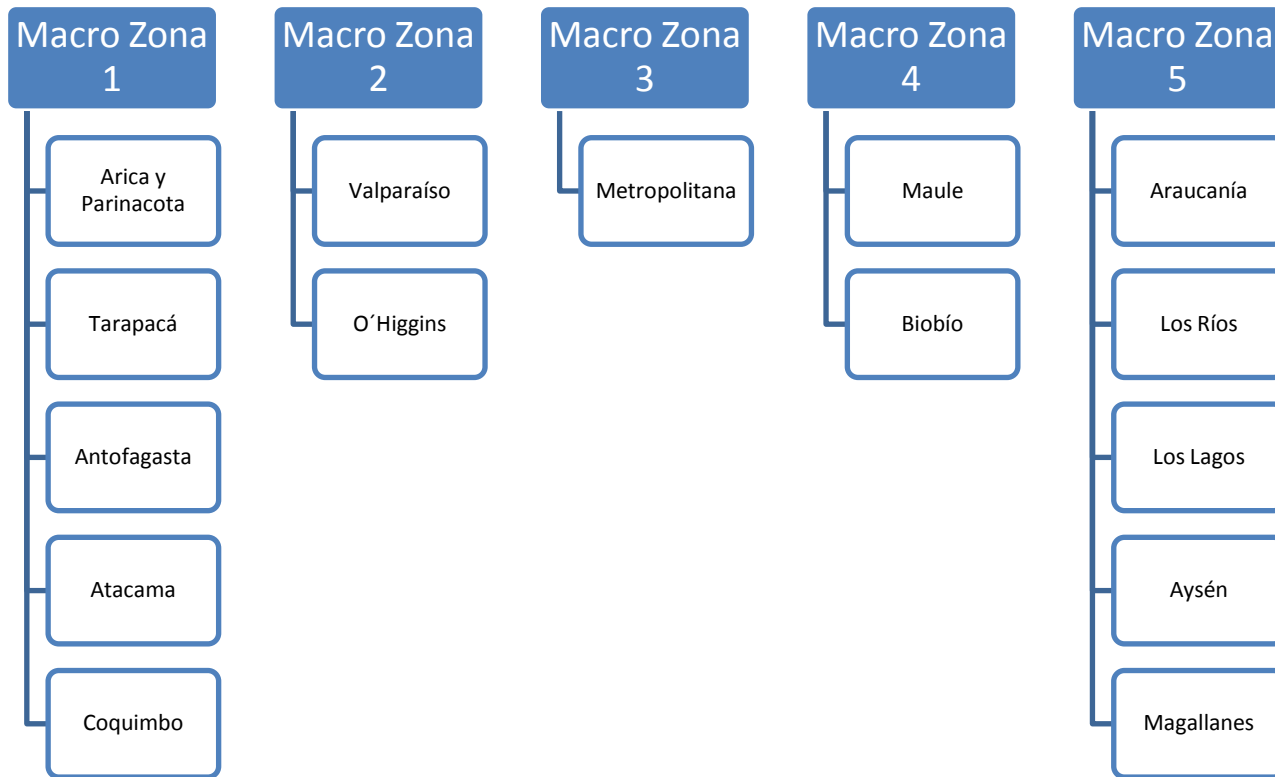 Macro Zona
1
Arica y
Parinacota
Tarapacá
Antofagasta
Atacama
Coquimbo
Macro Zona
2
Valparaíso
O´Higgins
Macro Zona
3
Metropolitana
Macro Zona
4
Maule
Biobío
Macro Zona
5
Araucanía
Los Ríos
Los Lagos
Aysén
Magallanes